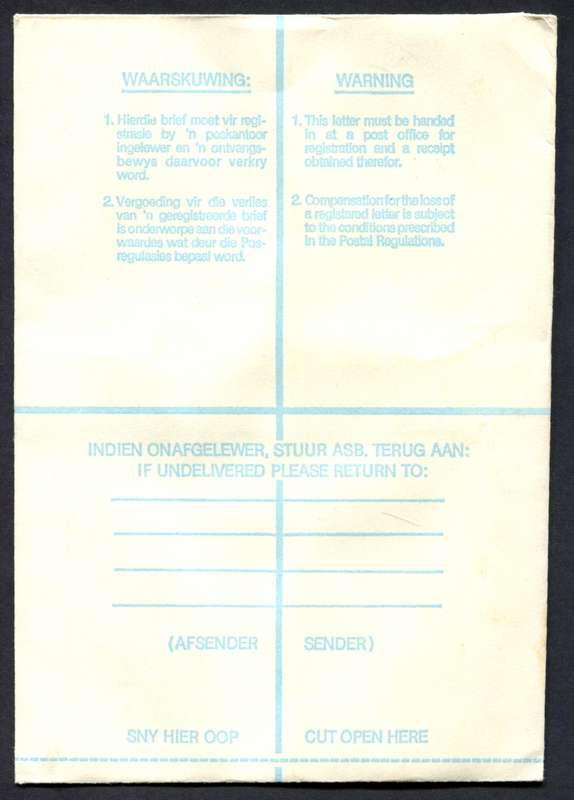 WAARSKUWING:
1. Hierdie brief moet vir regi-
strasie by 'n poskantoor
ingelewer en 'n ontvangs-
bewys daarvoor verkry
word.
2. Vergoeding vir die verlies
van 'n geregistreerde brief
is onderworpe aan die voor-
waardes wat deur die Pos-
regulasies bepaal word.
WARNING
1. This letter must be handed
in at a post office for
registration and a receipt
obtained therefor.
2. Compensation for the loss of
a registered letter is subject
to the conditions prescribed
in the Postal Regulations.
INDIEN ONAFGELEWER, STUUR ASB. TERUG AAN:
IF UNDELIVERED PLEASE RETURN TO:
(AFSENDER SENDER)
SNY HIER OOP CUT OPEN HERE